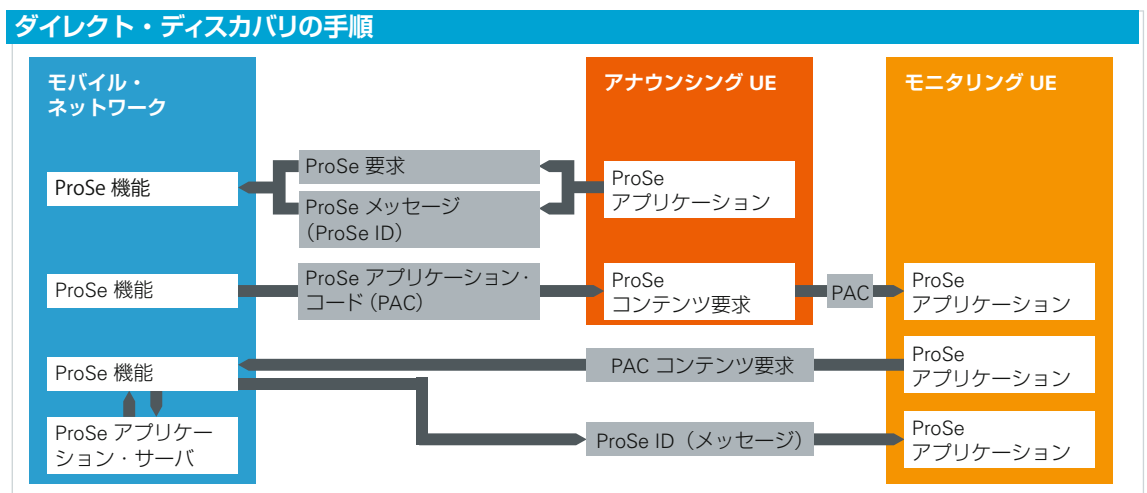 ダイレクト・ディスカバリの手順
モバイル・
ネットワーク
アナウンシング UE
モニタリング UE
ProSe 機能
ProSe 要求
ProSe メッセージ
(ProSe ID)
ProSe
アプリケーション
ProSe 機能
ProSe アプリケーション・
コード (PAC)
ProSe
コンテンツ要求
PAC
ProSe
アプリケーション
ProSe 機能
PAC コンテンツ要求
ProSe
アプリケーション
ProSe アプリケー
ション・サーバ
ProSe ID（メッセージ）
ProSe
アプリケーション